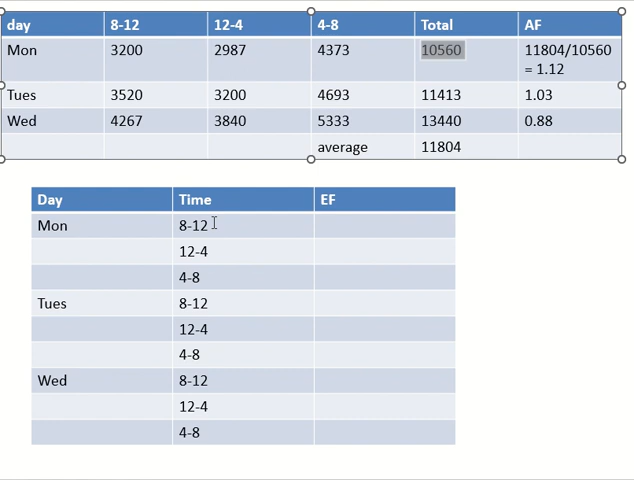 day 8-12 12-4 4-8 Total AF
Mon 3200 2987 4373 10560 11804/10560
= 1.12
Tues 3520 3200 4693 11413 1.03
Wed 4267 3840 5333 13440 0.88
average 11804
Day Time EF
Mon 8-12
12-4
4-8
Tues 8-12
12-4
4-8
Wed 8-12
12-4
4-8